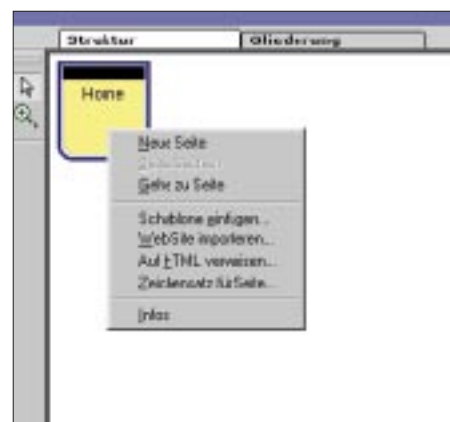 Struktur
Gliederung
Home
Neue Seite
Gehe zu Seite
Schablone einfügen...
WebSite importieren...
Auf HTML verweisen...
Zeichensatz für Seite...
Infos